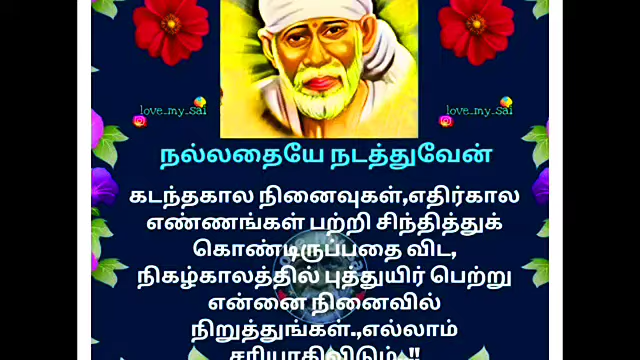 love_my_sai love_my_sai
நல்லதையே நடத்துவேன்
கடந்தகால நினைவுகள்,எதிர்கால
எண்ணங்கள் பற்றி சிந்தித்துக்
கொண்டிருப்பதை விட,
நிகழ்காலத்தில் புத்துயிர் பெற்று
என்னை நினைவில்
நிறுத்துங்கள்.,எல்லாம்
சரியாகிவிடும்..!!